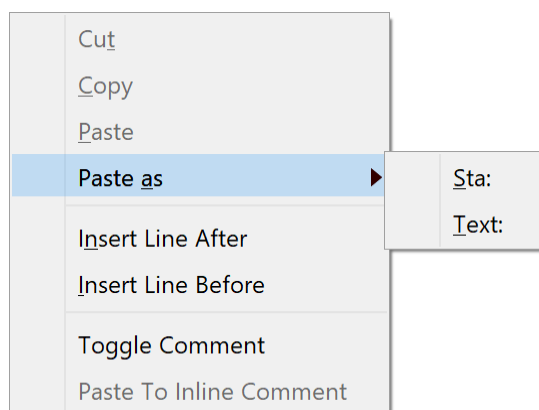 Cut
Copy
Paste
Paste as
Sta:
Text:
Insert Line After
Insert Line Before
Toggle Comment
Paste To Inline Comment